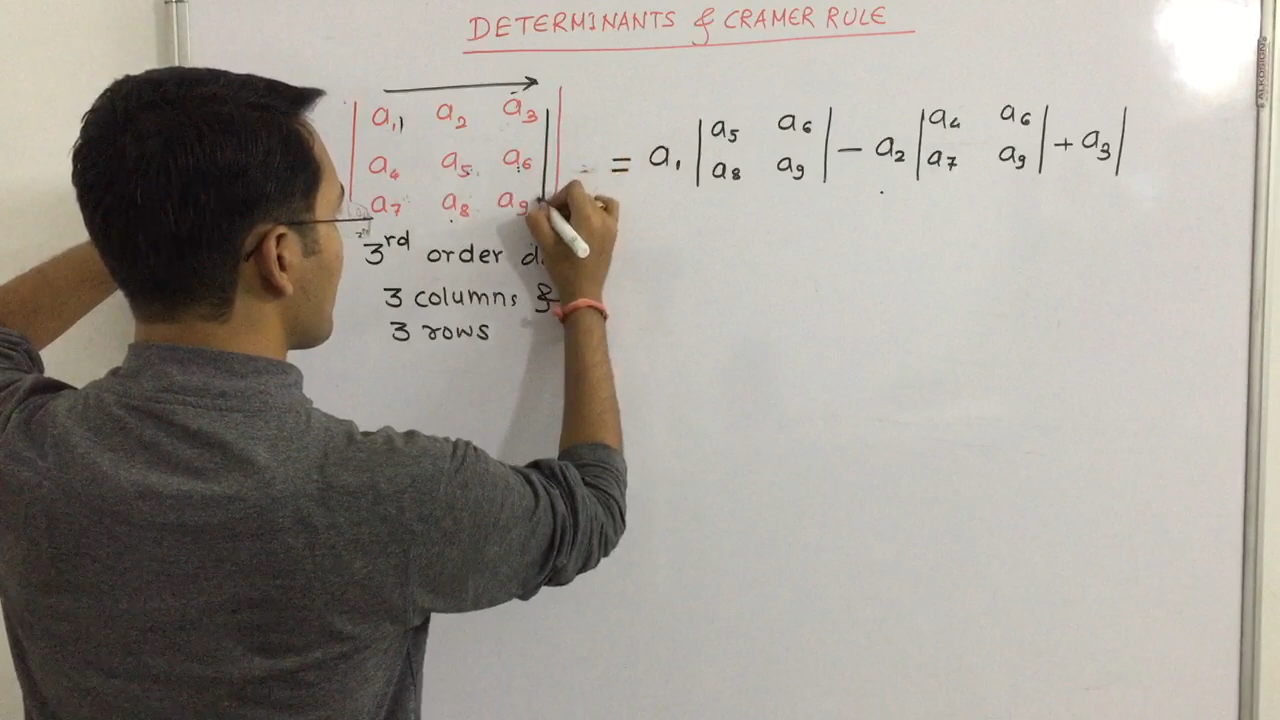 DETERMINANTS & CRAMER RULE
a₁ a₂ a₃
a₄ a₅ a₆
a₇ a₈ a₉
= a₁ | a₅ a₆ | − a₂ | a₄ a₆ | + a₃ |
a₈ a₉ a₇ a₉
3rd order d
3 columns &
3 rows
ALKOSIGNS